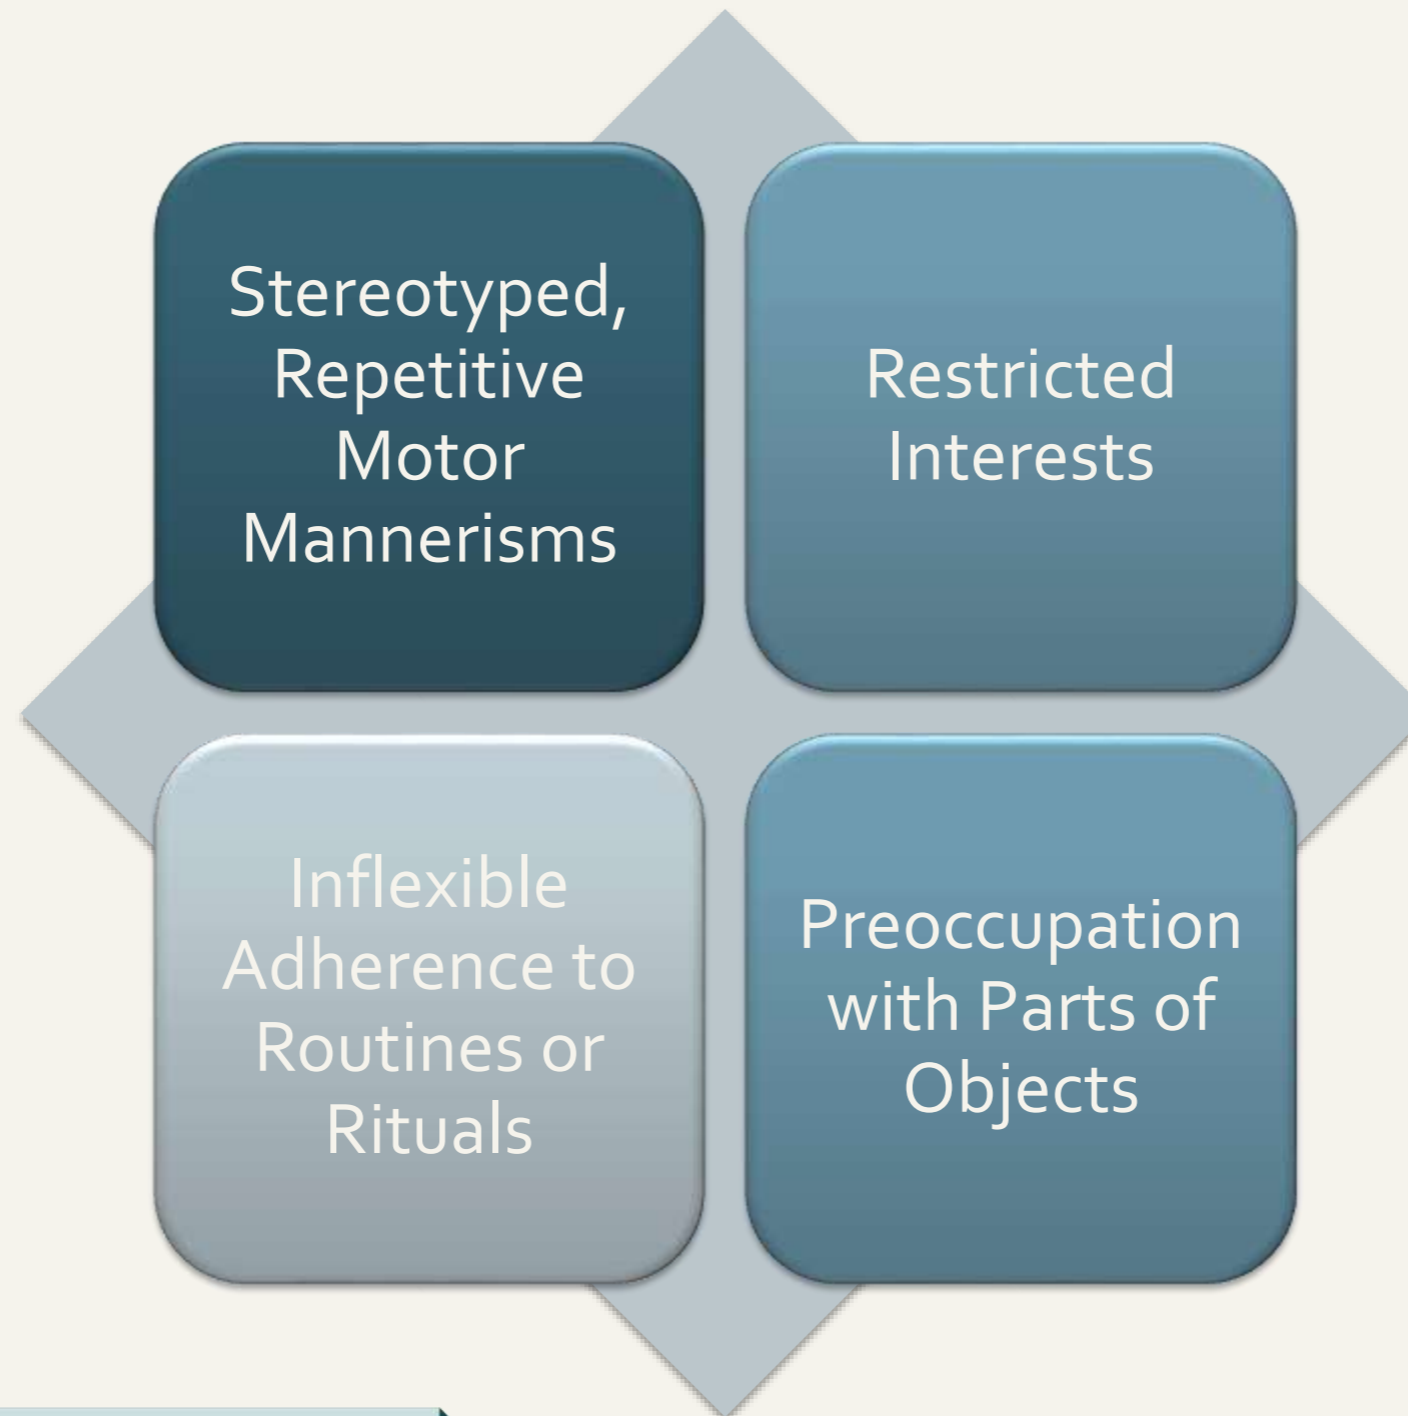 Stereotyped,
Repetitive
Motor
Mannerisms
Restricted
Interests
Inflexible
Adherence to
Routines or
Rituals
Preoccupation
with Parts of
Objects